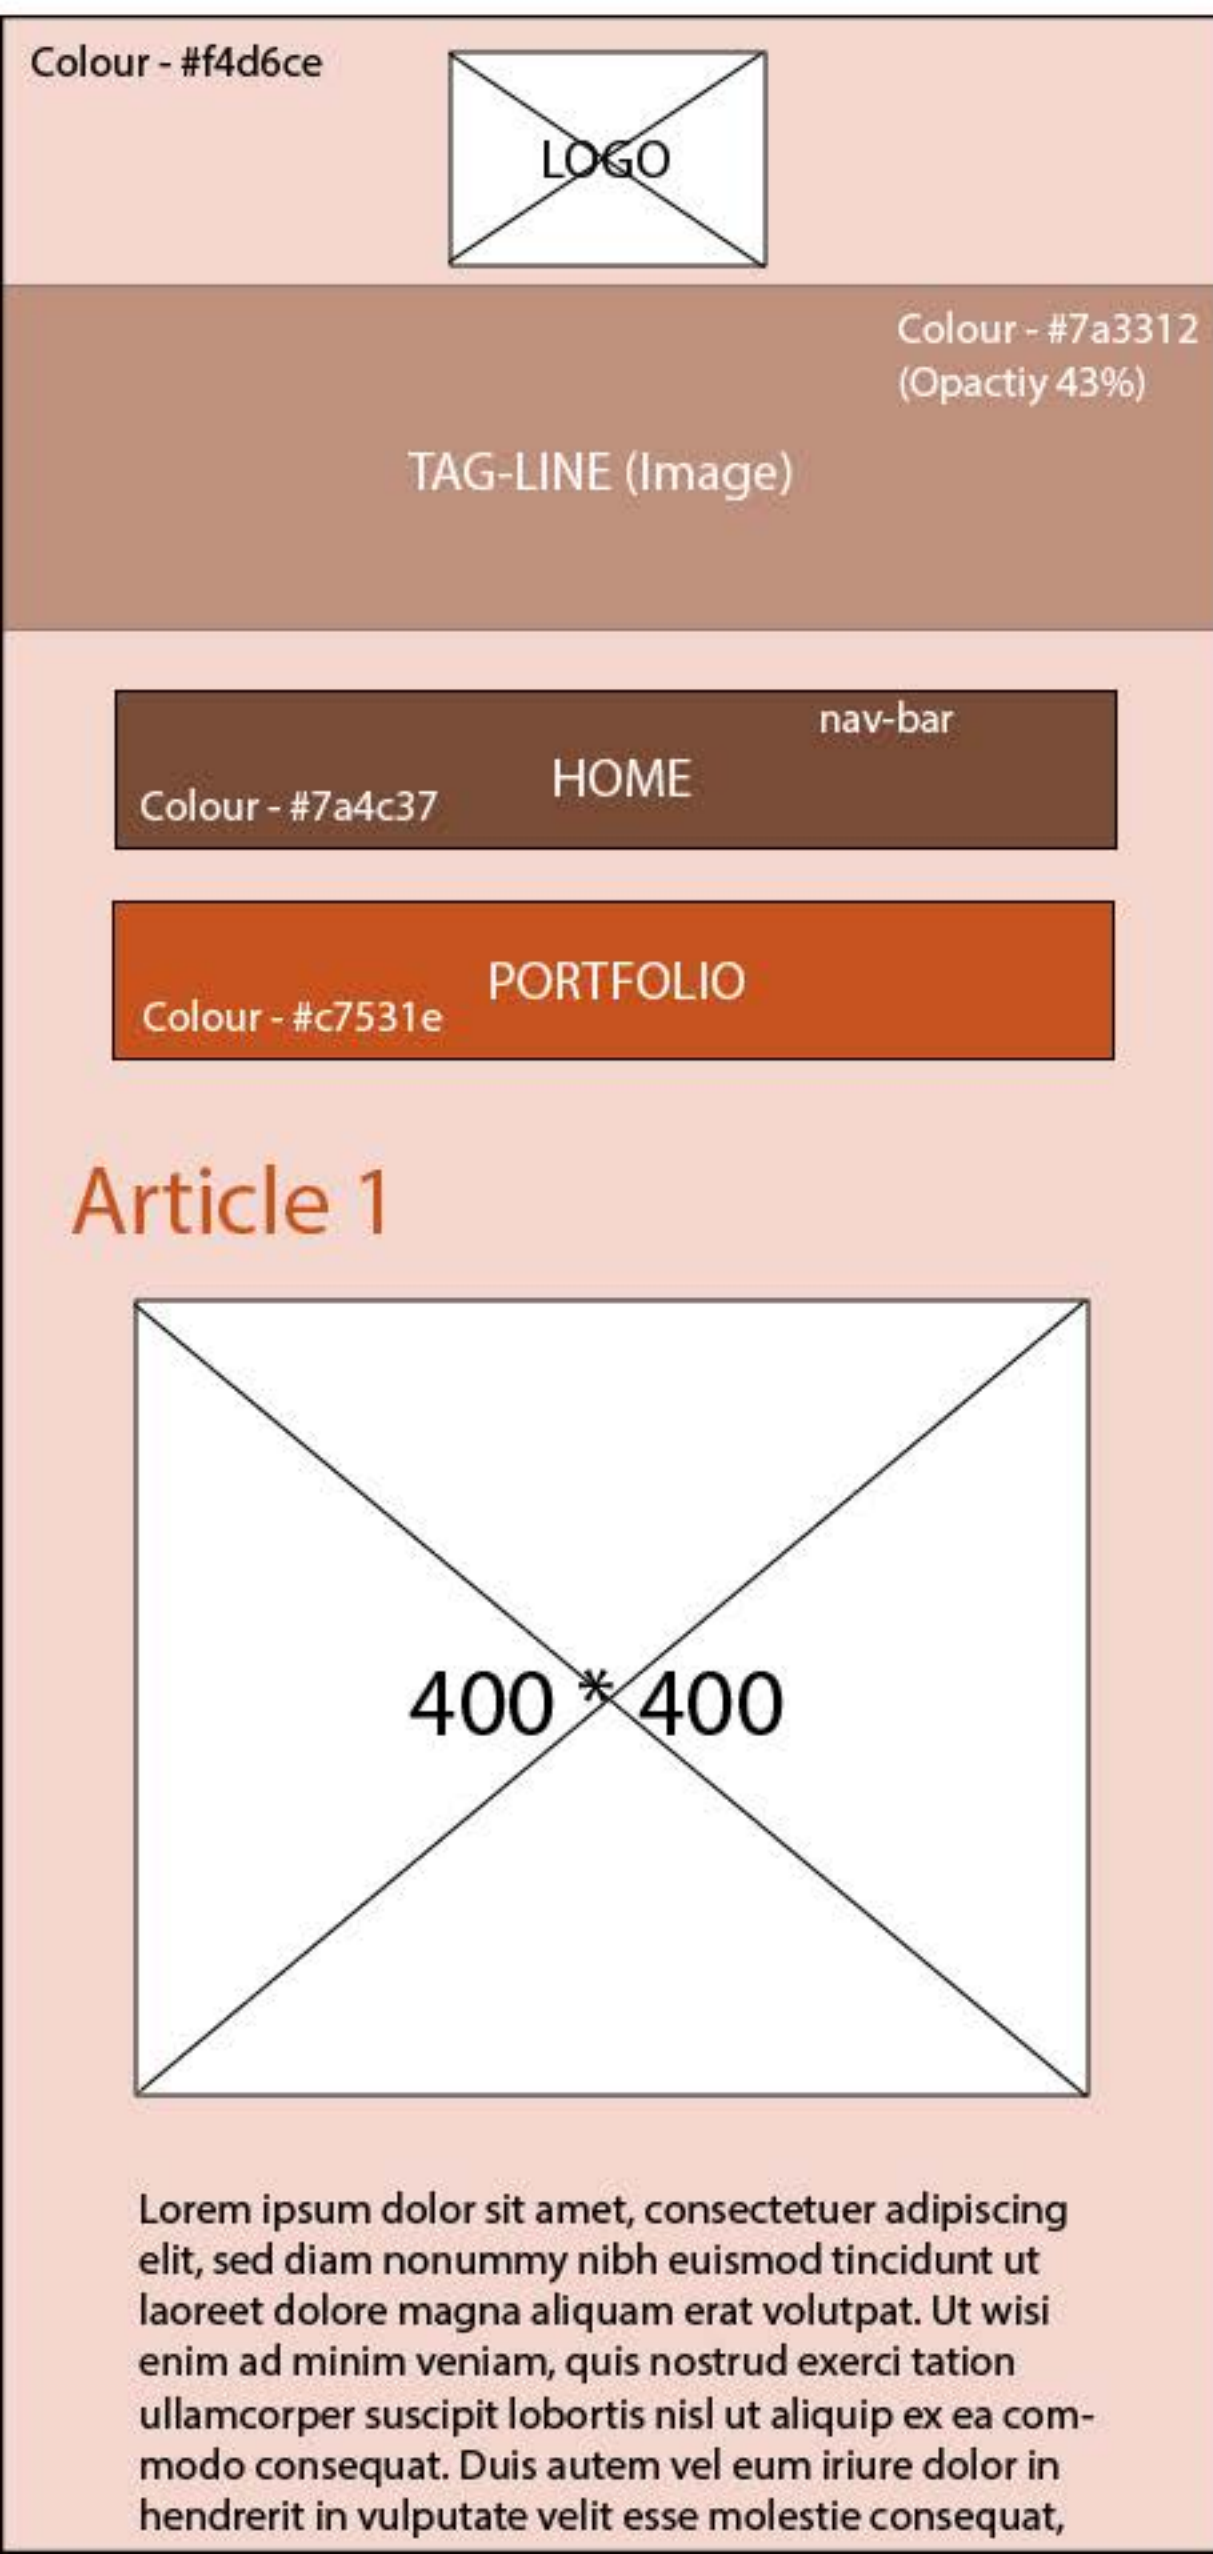 Colour - #f4d6ce
LOGO
Colour - #7a3312
(Opactiy 43%)
TAG-LINE (Image)
nav-bar
HOME
Colour - #7a4c37
PORTFOLIO
Colour - #c7531e
Article 1
400 * 400
Lorem ipsum dolor sit amet, consectetuer adipiscing
elit, sed diam nonummy nibh euismod tincidunt ut
laoreet dolore magna aliquam erat volutpat. Ut wisi
enim ad minim veniam, quis nostrud exerci tation
ullamcorper suscipit lobortis nisl ut aliquip ex ea com-
modo consequat. Duis autem vel eum iriure dolor in
hendrerit in vulputate velit esse molestie consequat,